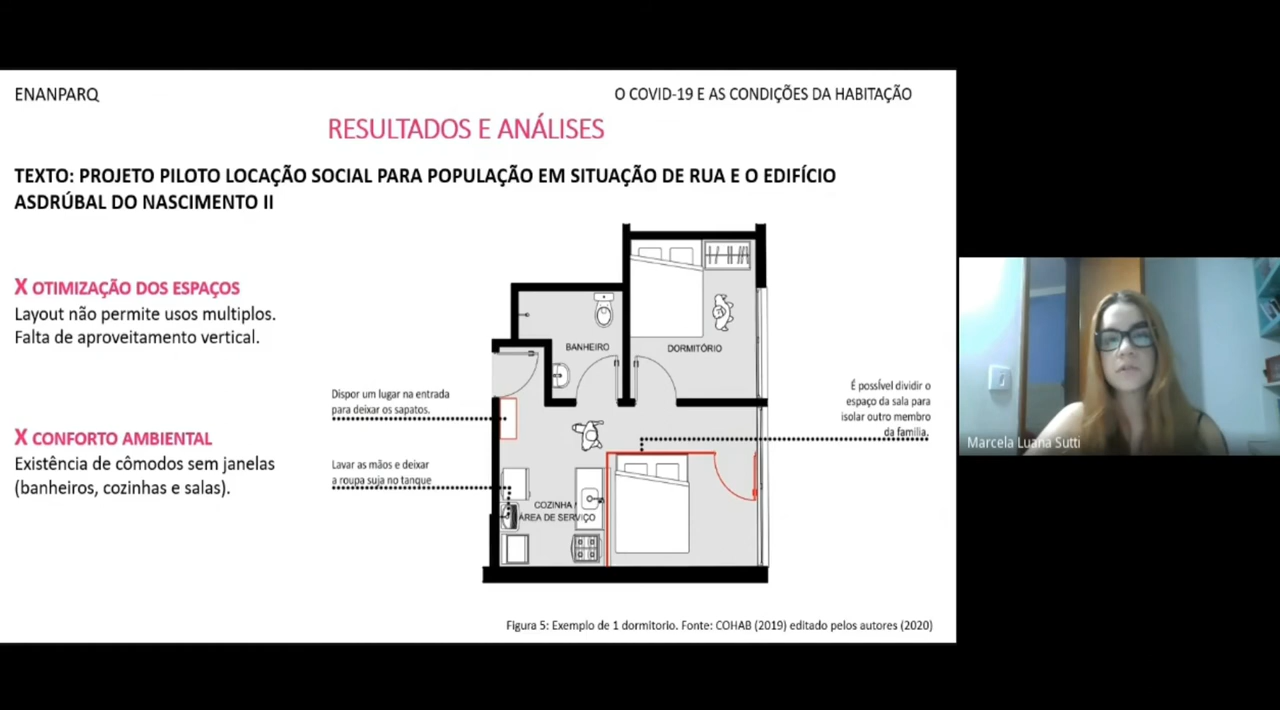 ENANPARQ
O COVID-19 E AS CONDIÇÕES DA HABITAÇÃO
RESULTADOS E ANÁLISES
TEXTO: PROJETO PILOTO LOCAÇÃO SOCIAL PARA POPULAÇÃO EM SITUAÇÃO DE RUA E O EDIFÍCIO
ASDRÚBAL DO NASCIMENTO II
X OTIMIZAÇÃO DOS ESPAÇOS
Layout não permite usos multiplos.
Falta de aproveitamento vertical.
X CONFORTO AMBIENTAL
Existência de cômodos sem janelas
(banheiros, cozinhas e salas).
Dispor um lugar na entrada
para deixar os sapatos.
Lavar as mãos e deixar
a roupa suja no tanque
BANHEIRO
DORMITÓRIO
COZINHA
ÁREA DE SERVIÇO
É possível dividir o
espaço da sala para
isolar outro membro
da familia.
Figura 5: Exemplo de 1 dormitorio. Fonte: COHAB (2019) editado pelos autores (2020)
Marcela Luana Sutti